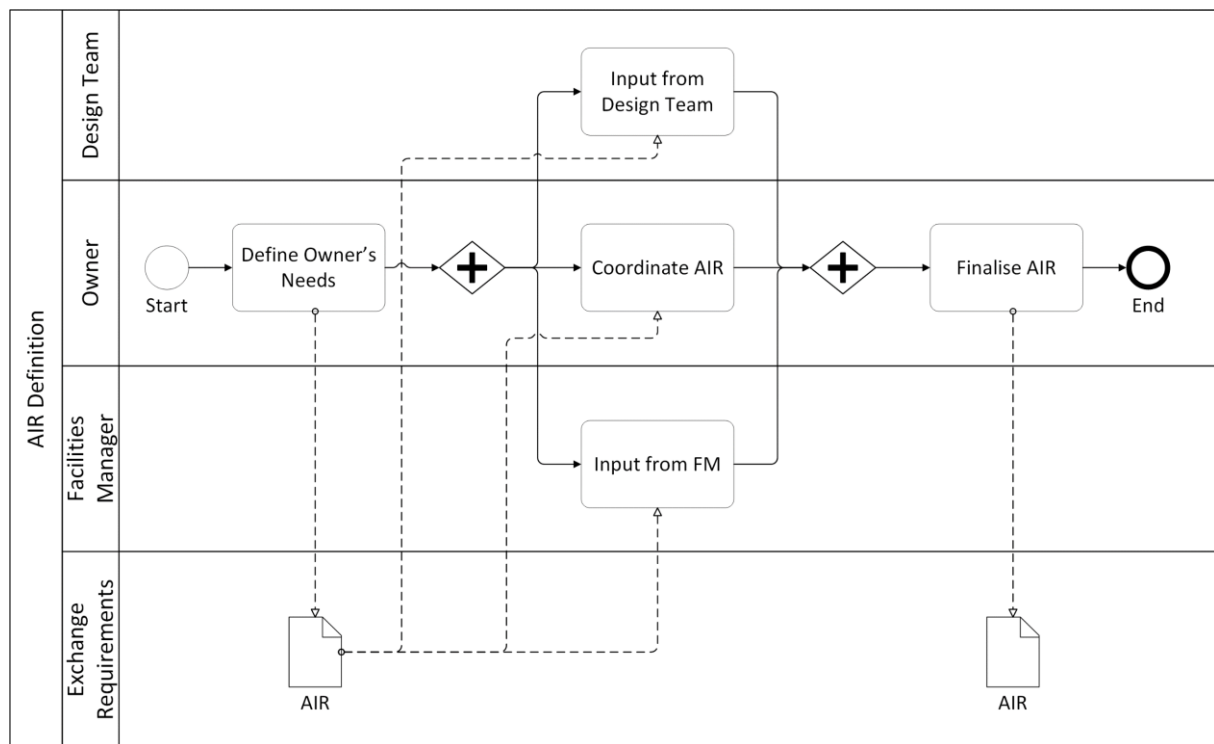 AIR Definition
Design Team
Input from
Design Team
Owner
Start
Define Owner's
Needs
Coordinate AIR
Finalise AIR
End
Facilities
Manager
Input from FM
Exchange
Requirements
AIR
AIR